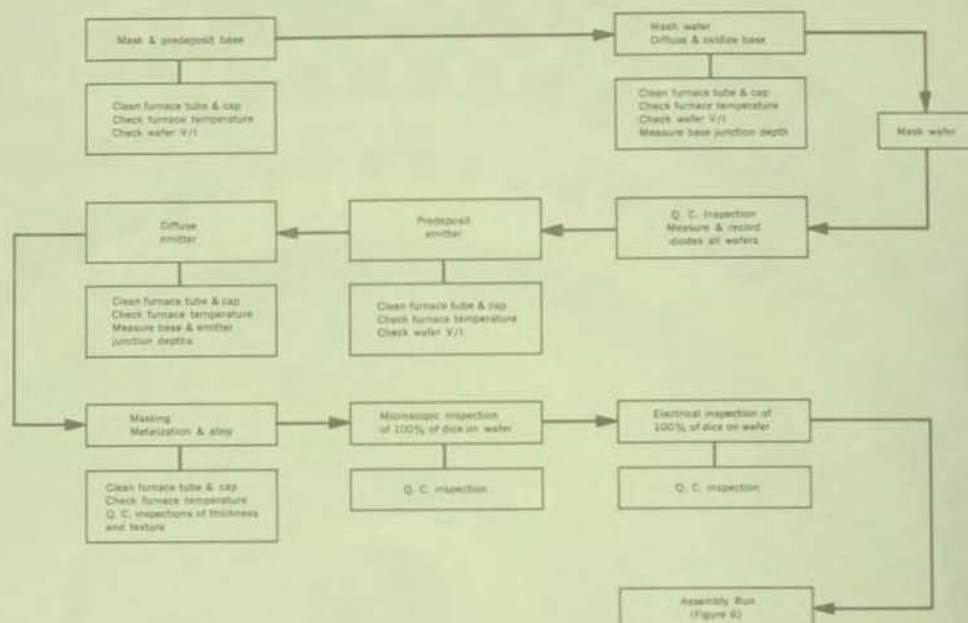 Mask & predeposit base
Clean furnace tube & cap
Check furnace temperature
Check wafer V/I
Wash wafer
Diffuse & oxidize base
Clean furnace tube & cap
Check furnace temperature
Check wafer V/I
Measure base junction depth
Mask wafer
Q. C. Inspection
Measure & record
diodes all wafers
Predeposit
emitter
Clean furnace tube & cap
Check furnace temperature
Check wafer V/I
Diffuse
emitter
Clean furnace tube & cap
Check furnace temperature
Measure base & emitter
junction depths
Masking
Metalization & alloy
Clean furnace tube & cap
Check furnace temperature
Q. C. inspections of thickness
and texture
Microscopic inspection
of 100% of dice on wafer
Q. C. inspection
Electrical inspection of
100% of dice on wafer
Q. C. inspection
Assembly Run
(Figure 6)